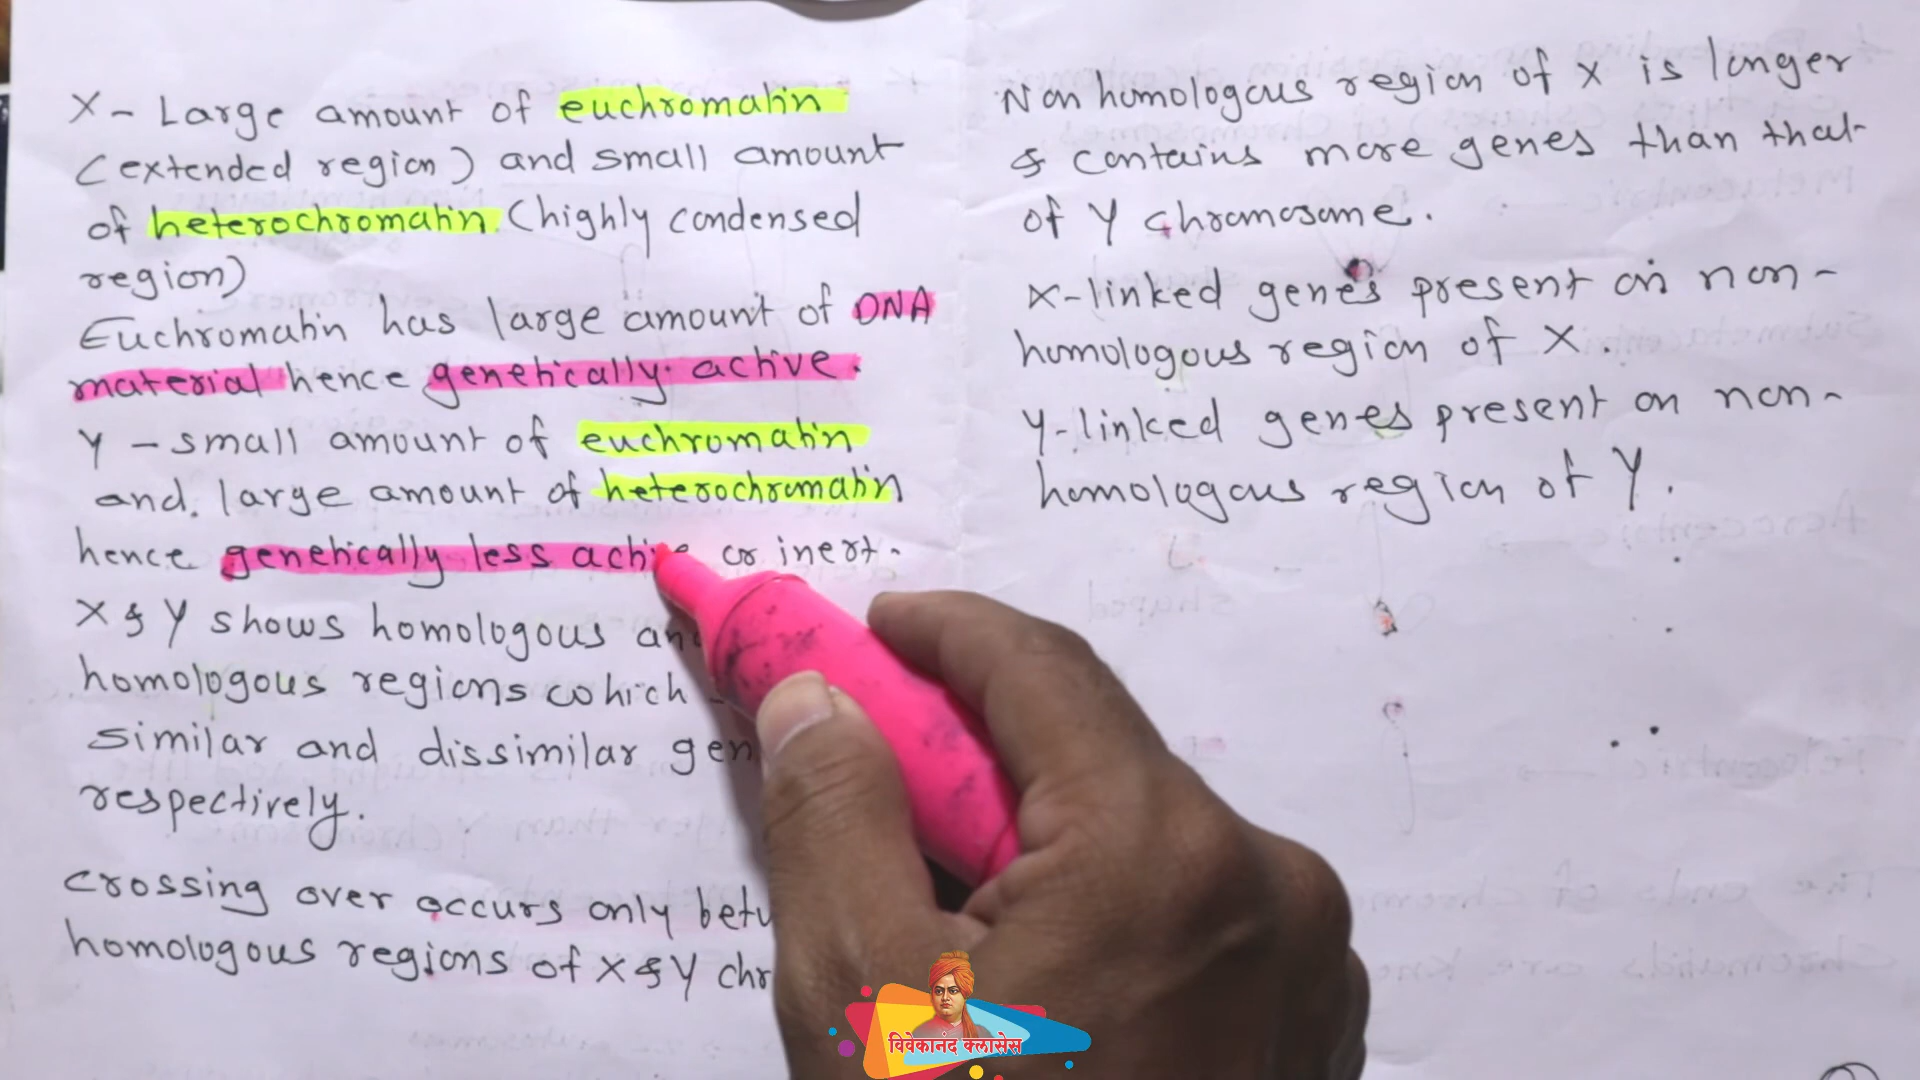 X - Large amount of euchromatin
(extended region) and small amount
of heterochromatin (highly condensed
region)
Euchromatin has large amount of DNA
material hence genetically active.
Y - small amount of euchromatin
and large amount of heterochromatin
hence genetically less active or inert.
X & Y shows homologous
homologous regions which
similar and dissimilar
respectively.
crossing over occurs only
homologous regions of X & Y
Non homologous region of X is longer
& contains more genes than that
of Y chromosome.
X-linked genes present on non-
homologous region of X.
Y-linked genes present on non-
homologous region of Y.
विवेकानंद क्लासेस